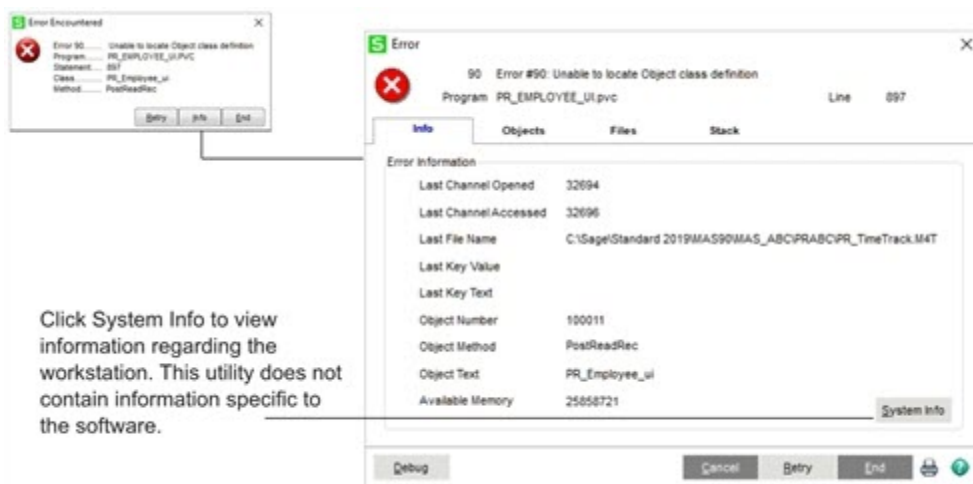 Error Encountered
Error 90...... Unable to locate Object class definition
Program...... PR_EMPLOYEE_UI.PVC
Statement.... 897
Class.......... PR_Employee_ui
Method........ PostReadRec
Retry Info End
Error
90 Error #90: Unable to locate Object class definition
Program PR_EMPLOYEE_UI.pvc Line 897
Info Objects Files Stack
Error Information
Last Channel Opened 32694
Last Channel Accessed 32696
Last File Name C:\Sage\Standard 2019\MAS90\MAS_ABC\PRABC\PR_TimeTrack.M4T
Last Key Value
Last Key Text
Object Number 100011
Object Method PostReadRec
Object Text PR_Employee_ui
Available Memory 25858721
System Info
Debug Cancel Retry End
Click System Info to view
information regarding the
workstation. This utility does not
contain information specific to
the software.